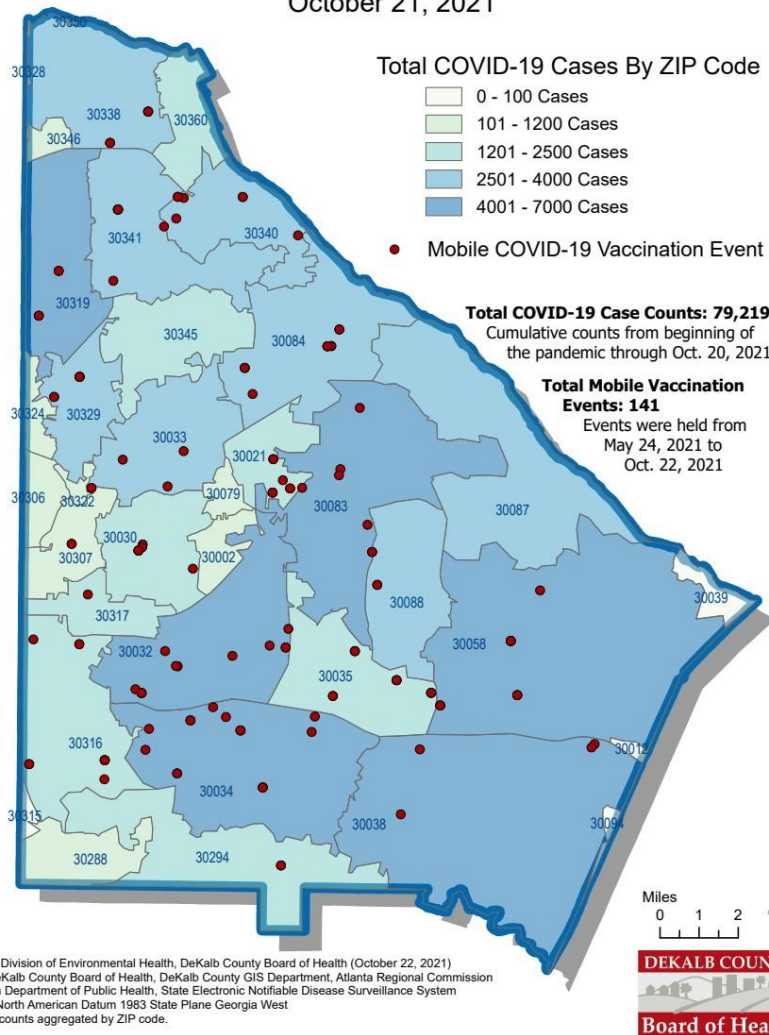 October 21, 2021
Total COVID-19 Cases By ZIP Code
0 - 100 Cases
101 - 1200 Cases
1201 - 2500 Cases
2501 - 4000 Cases
4001 - 7000 Cases
Mobile COVID-19 Vaccination Event
Total COVID-19 Case Counts: 79,219
Cumulative counts from beginning of
the pandemic through Oct. 20, 2021
Total Mobile Vaccination
Events: 141
Events were held from
May 24, 2021 to
Oct. 22, 2021
30350
30328
30338
30360
30346
30341
30340
30319
30345
30084
30324
30329
30033
30021
30306
30322
30079
30083
30087
30307
30030
30002
30039
30317
30088
30058
30032
30035
30316
30012
30034
30315
30038
30094
30288
30294
Miles
0 1 2
Division of Environmental Health, DeKalb County Board of Health (October 22, 2021)
DeKalb County Board of Health, DeKalb County GIS Department, Atlanta Regional Commission
Department of Public Health, State Electronic Notifiable Disease Surveillance System
North American Datum 1983 State Plane Georgia West
counts aggregated by ZIP code.
DEKALB COUN
Board of Hea